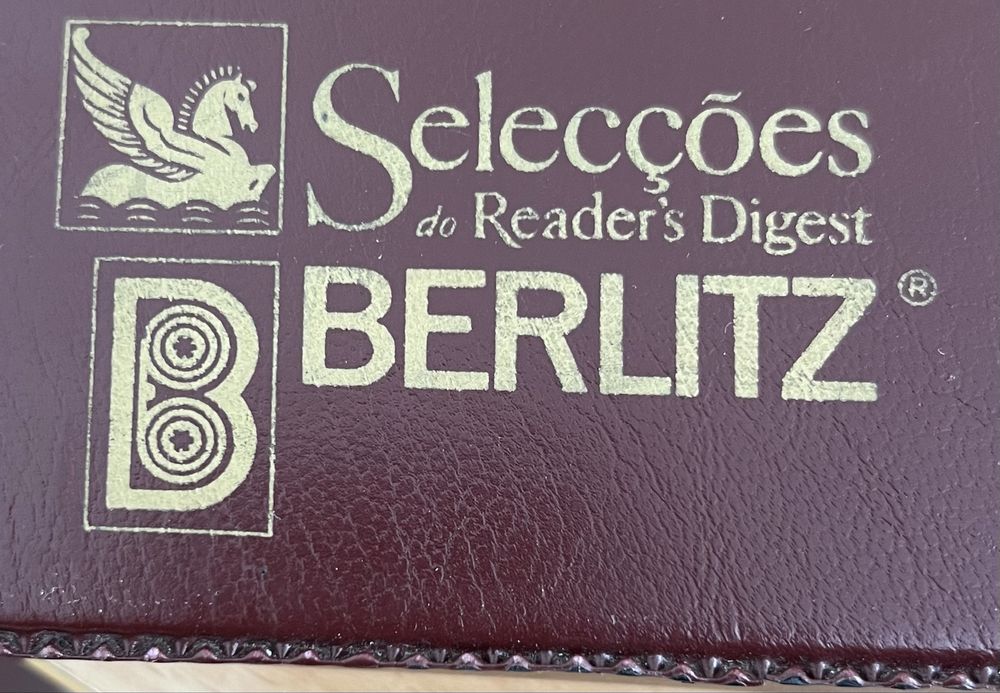 Selecções
do Reader's Digest
BERLITZ®
B